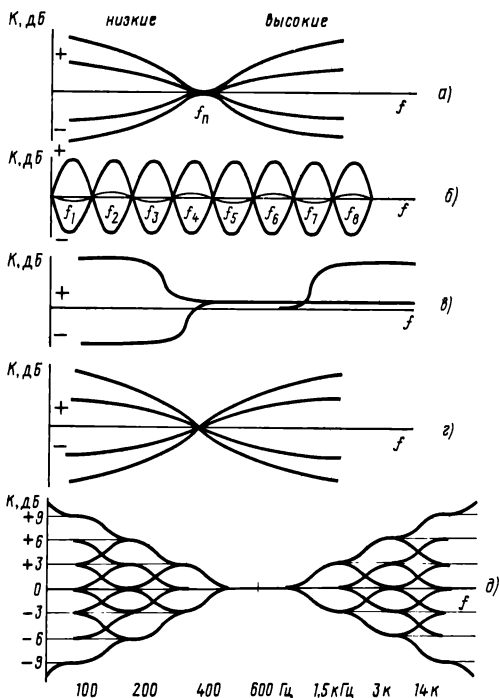 K, дБ низкие высокие
+
−
fп f а)
K, дБ
+
f1 f2 f3 f4 f5 f6 f7 f8 f б)
−
K, дБ
+
−
f в)
K, дБ
+
−
f г)
K, дБ
+9
+6
+3
0
−3
−6
−9
f д)
100 200 400 600 Гц 1,5 кГц 3 к 14 к